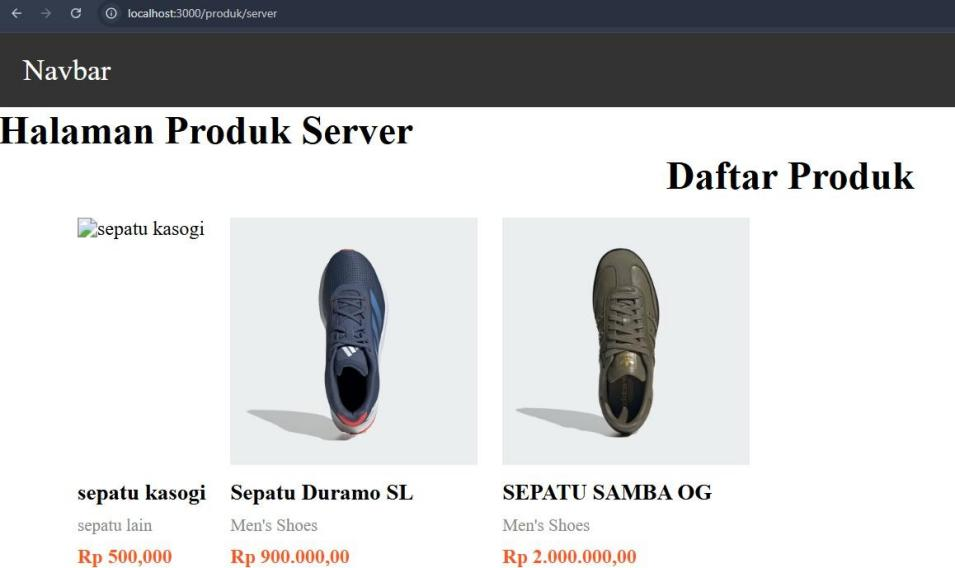 localhost:3000/produk/server
Navbar
Halaman Produk Server
Daftar Produk
sepatu kasogi
sepatu kasogi
sepatu lain
Rp 500,000
Sepatu Duramo SL
Men's Shoes
Rp 900.000,00
SEPATU SAMBA OG
Men's Shoes
Rp 2.000.000,00